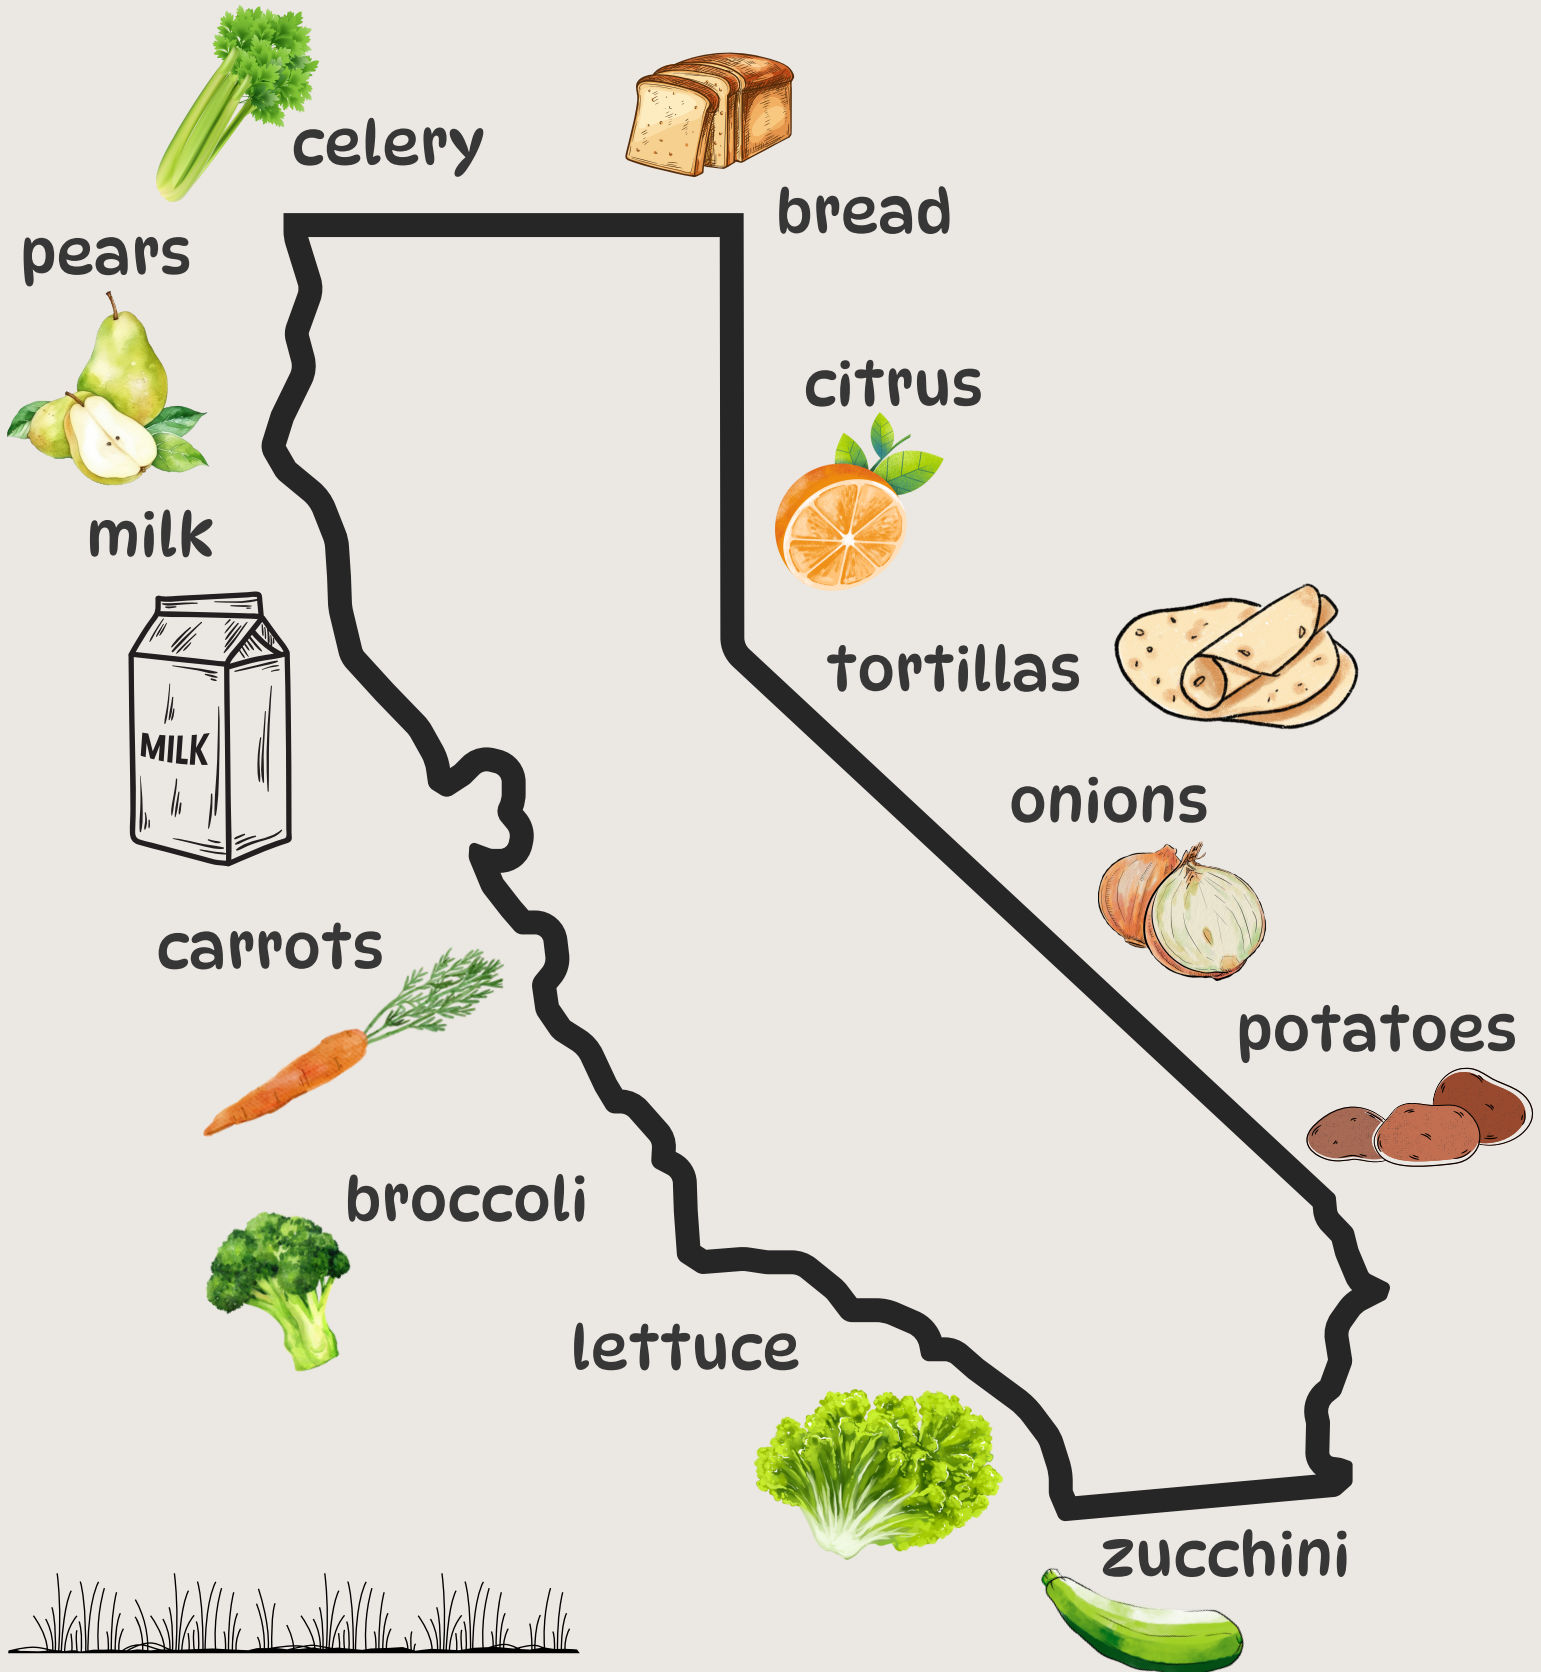 celery
bread
pears
citrus
milk
tortillas
MILK
onions
carrots
potatoes
broccoli
lettuce
zucchini